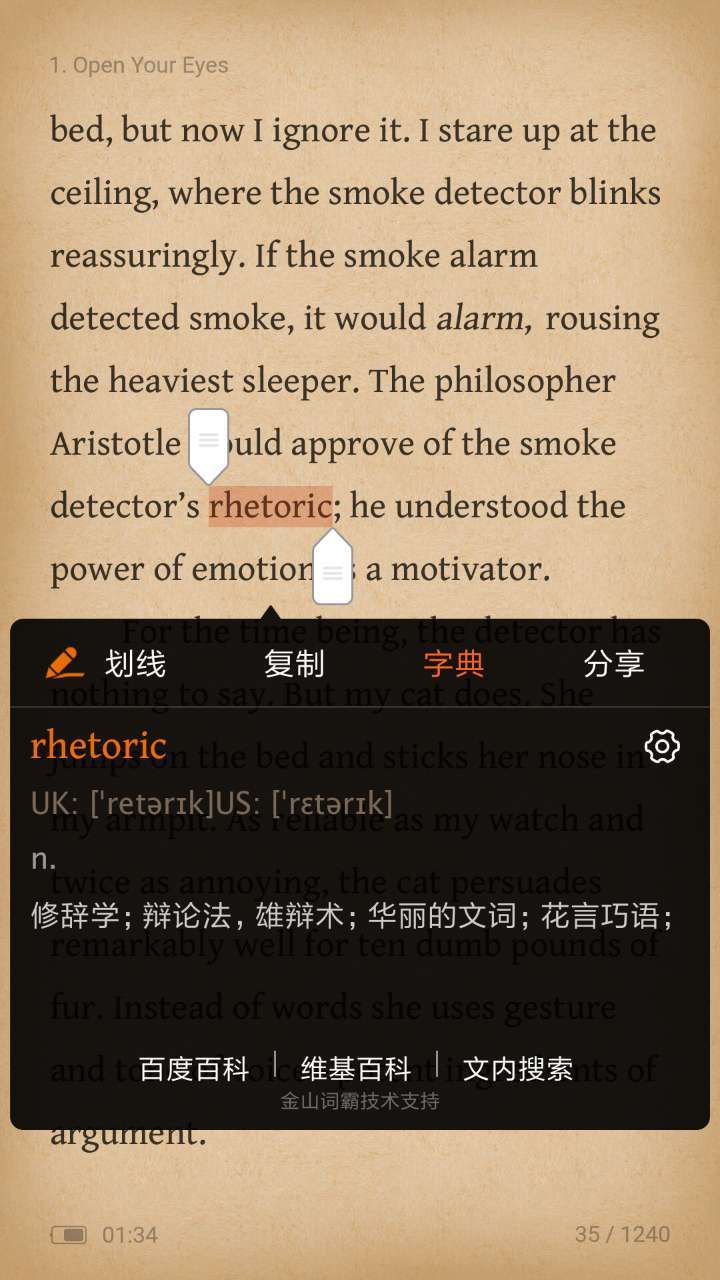 1. Open Your Eyes
bed, but now I ignore it. I stare up at the
ceiling, where the smoke detector blinks
reassuringly. If the smoke alarm
detected smoke, it would alarm, rousing
the heaviest sleeper. The philosopher
Aristotle would approve of the smoke
detector’s rhetoric; he understood the
power of emotion as a motivator.
For the time being, the detector has
划线 复制 字典 分享
nothing to say. But my cat does. She
rhetoric
jumps on the bed and sticks her nose in
UK: ['retərɪk]US: ['rɛtərɪk]
my armpit. As reliable as my watch and
n.
twice as annoying, the cat persuades
修辞学；辩论法，雄辩术；华丽的文词；花言巧语；
remarkably well for ten dumb pounds of
fur. Instead of words she uses gesture
and of
百度百科 维基百科 文内搜索
金山词霸技术支持
argument.
01:34 35 / 1240